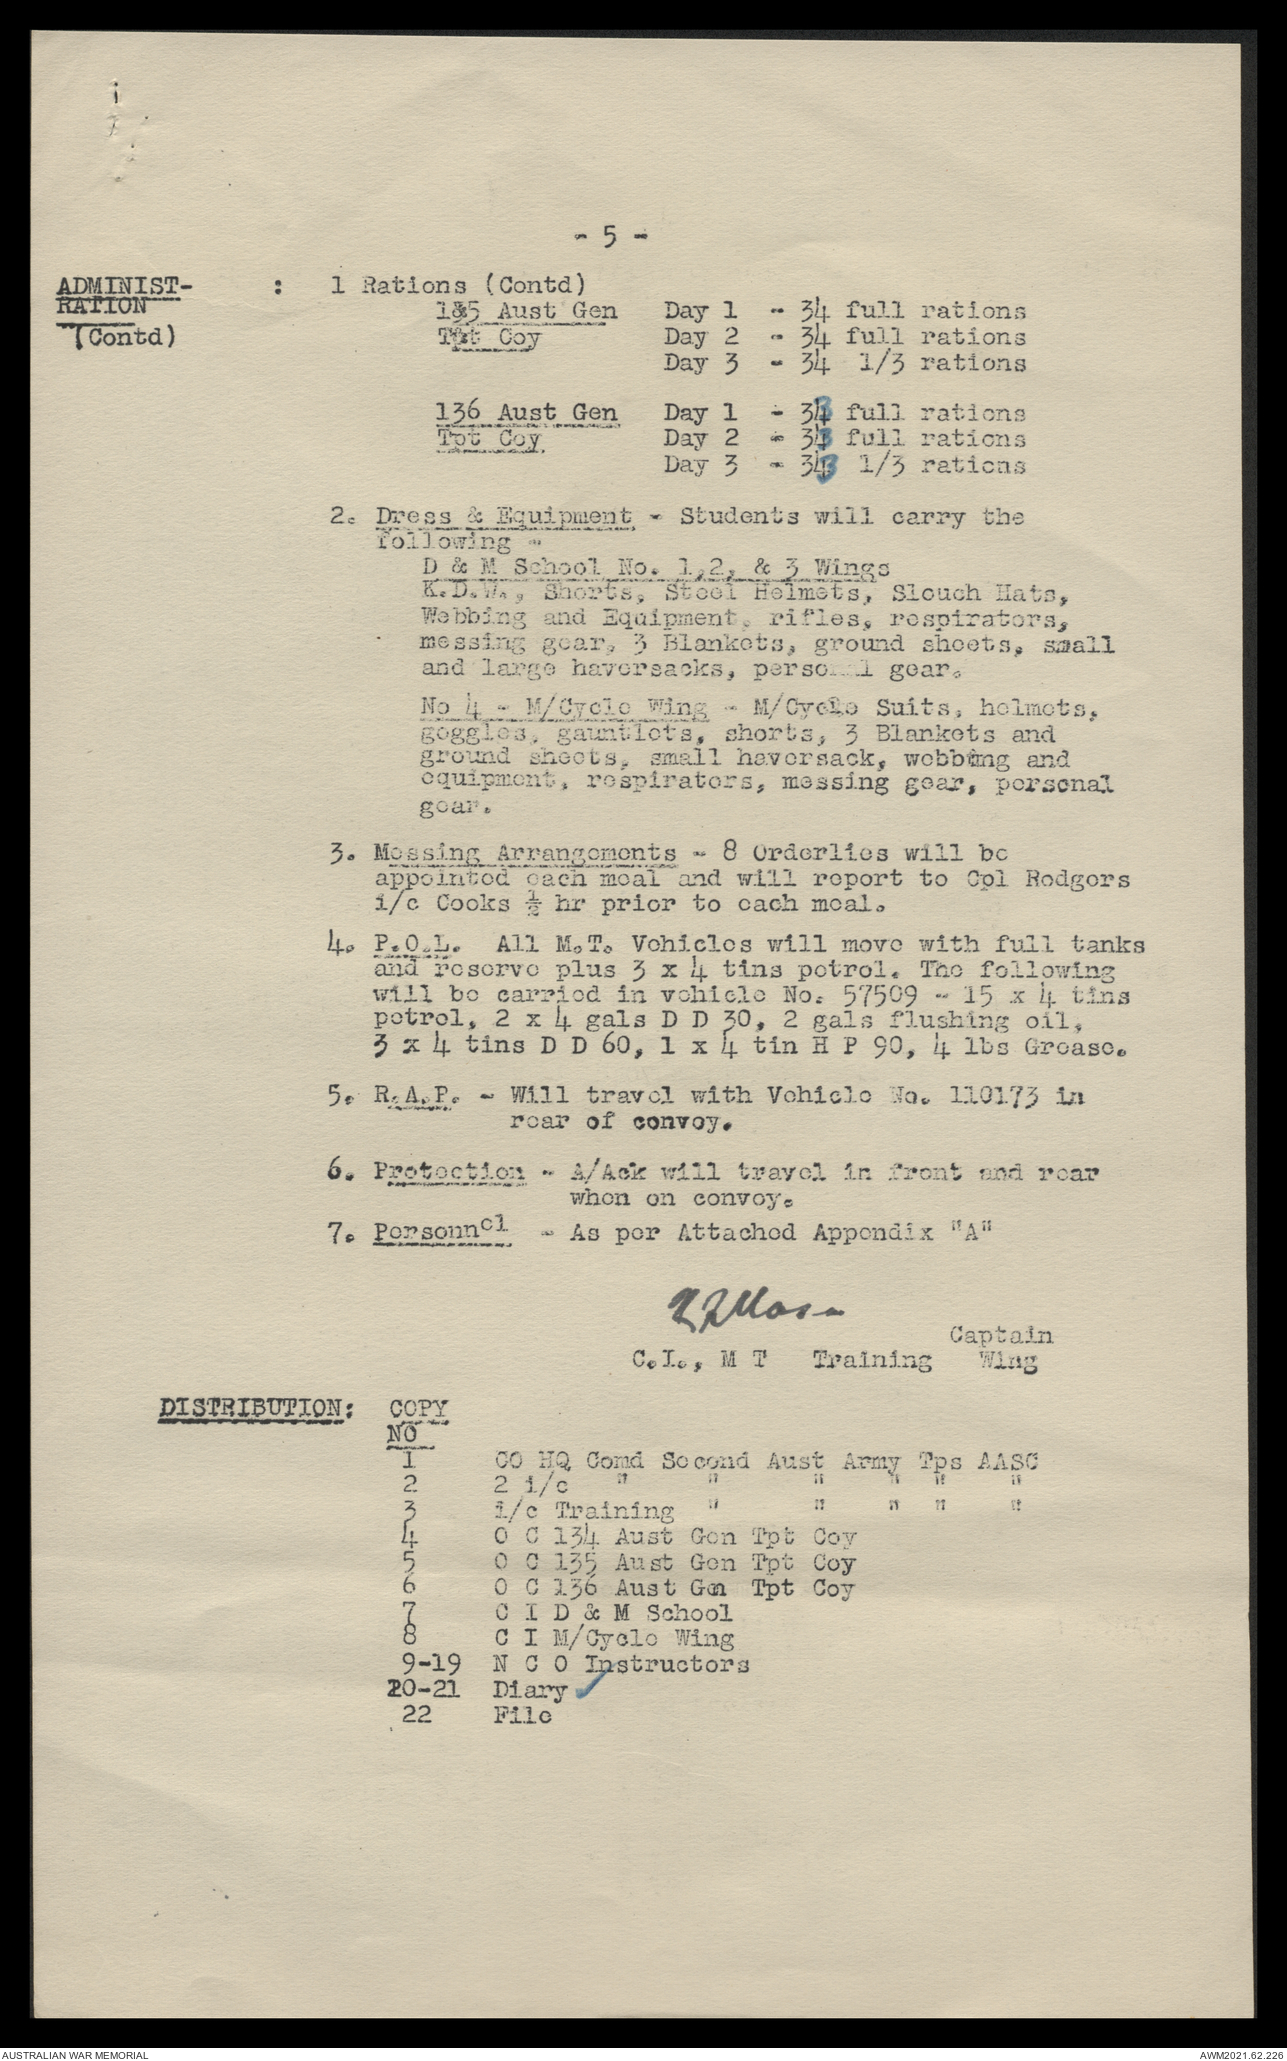 - 5 -
ADMINIST- : 1 Rations (Contd)
RATION
(Contd)
135 Aust Gen Day 1 - 34 full rations
Tpt Coy Day 2 - 34 full rations
Day 3 - 34 1/3 rations
136 Aust Gen Day 1 - 33 full rations
Tpt Coy Day 2 - 33 full rations
Day 3 - 33 1/3 rations
2. Dress & Equipment - Students will carry the
following -
D & M School No. 1,2, & 3 Wings
K.D.W., Shorts, Steel Helmets, Slouch Hats,
Webbing and Equipment, rifles, respirators,
messing gear, 3 Blankets, ground sheets, small
and large haversacks, personal gear.
No 4 - M/Cycle Wing - M/Cycle Suits, helmets,
goggles, gauntlets, shorts, 3 Blankets and
ground sheets, small haversack, webbing and
equipment, respirators, messing gear, personal
gear.
3. Messing Arrangements - 8 Orderlies will be
appointed each meal and will report to Cpl Rodgers
i/c Cooks ½ hr prior to each meal.
4. P.O.L. All M.T. Vehicles will move with full tanks
and reserve plus 3 x 4 tins petrol. The following
will be carried in vehicle No. 57509 - 15 x 4 tins
petrol, 2 x 4 gals D D 30, 2 gals flushing oil,
3 x 4 tins D D 60, 1 x 4 tin H P 90, 4 lbs Grease.
5. R.A.P. - Will travel with Vehicle No. 110173 in
rear of convoy.
6. Protection - A/Ack will travel in front and rear
when on convoy.
7. Personnel - As per Attached Appendix "A"
Captain
C.I., M T Training Wing
DISTRIBUTION: COPY
NO
1 CO HQ Comd Second Aust Army Tps AASC
2 2 i/c " " " " " "
3 i/c Training " " " " "
4 O C 134 Aust Gen Tpt Coy
5 O C 135 Aust Gen Tpt Coy
6 O C 136 Aust Gen Tpt Coy
7 C I D & M School
8 C I M/Cycle Wing
9-19 N C O Instructors
20-21 Diary ✓
22 File
AUSTRALIAN WAR MEMORIAL AWM2021.62.226